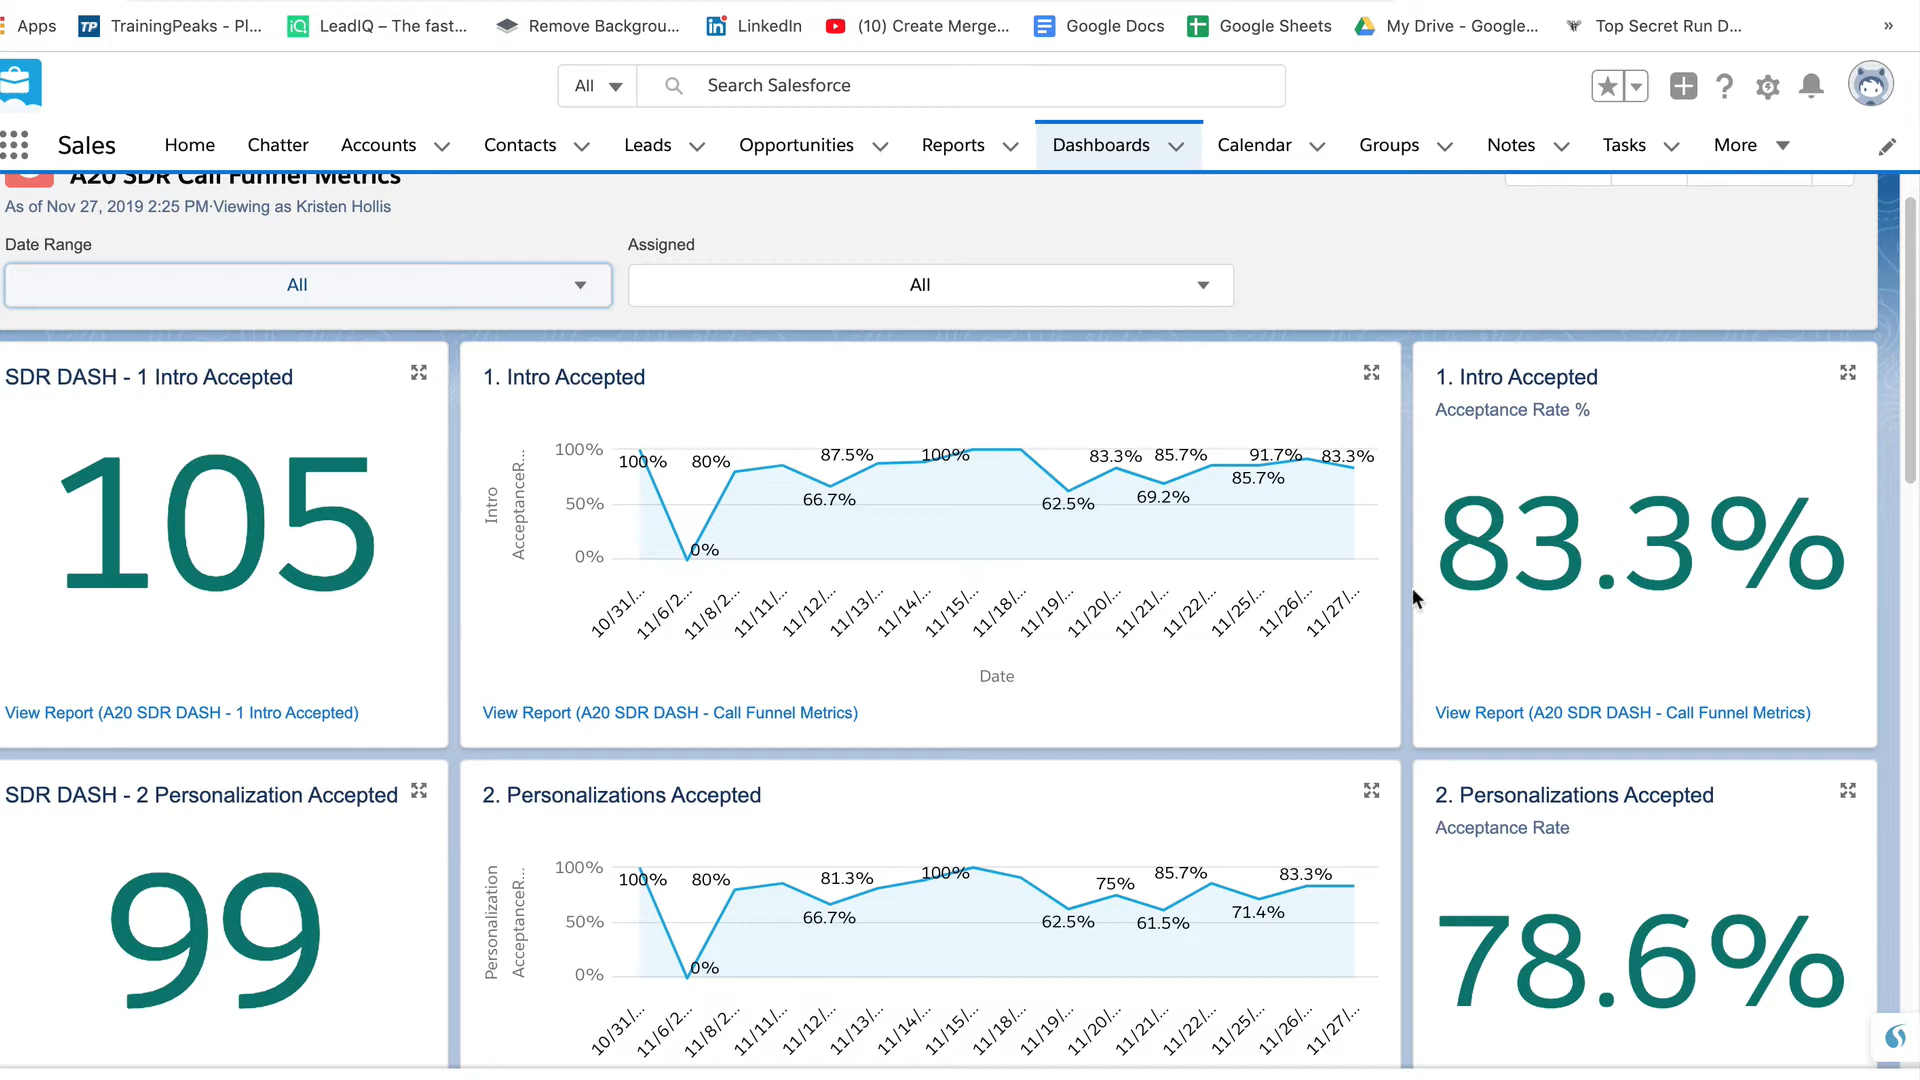 Apps TrainingPeaks - Pl... LeadIQ – The fast... Remove Backgrou... LinkedIn (10) Create Merge... Google Docs Google Sheets My Drive - Google... Top Secret Run D... »
All Search Salesforce
Sales Home Chatter Accounts Contacts Leads Opportunities Reports Dashboards Calendar Groups Notes Tasks More
A20 SDR Call Funnel Metrics
As of Nov 27, 2019 2:25 PM·Viewing as Kristen Hollis
Date Range Assigned
All All
SDR DASH - 1 Intro Accepted
105
View Report (A20 SDR DASH - 1 Intro Accepted)
1. Intro Accepted
Intro
AcceptanceR...
100%
50%
0%
100% 0% 80% 66.7% 87.5% 100% 62.5% 83.3% 69.2% 85.7% 85.7% 91.7% 83.3%
10/31/... 11/6/2... 11/8/2... 11/11/... 11/12/... 11/13/... 11/14/... 11/15/... 11/18/... 11/19/... 11/20/... 11/21/... 11/22/... 11/25/... 11/26/... 11/27/...
Date
View Report (A20 SDR DASH - Call Funnel Metrics)
1. Intro Accepted
Acceptance Rate %
83.3%
View Report (A20 SDR DASH - Call Funnel Metrics)
SDR DASH - 2 Personalization Accepted
99
2. Personalizations Accepted
Personalization
AcceptanceR...
100%
50%
0%
100% 0% 80% 66.7% 81.3% 100% 62.5% 75% 61.5% 85.7% 71.4% 83.3%
10/31/... 11/6/2... 11/8/2... 11/11/... 11/12/... 11/13/... 11/14/... 11/15/... 11/18/... 11/19/... 11/20/... 11/21/... 11/22/... 11/25/... 11/26/... 11/27/...
2. Personalizations Accepted
Acceptance Rate
78.6%